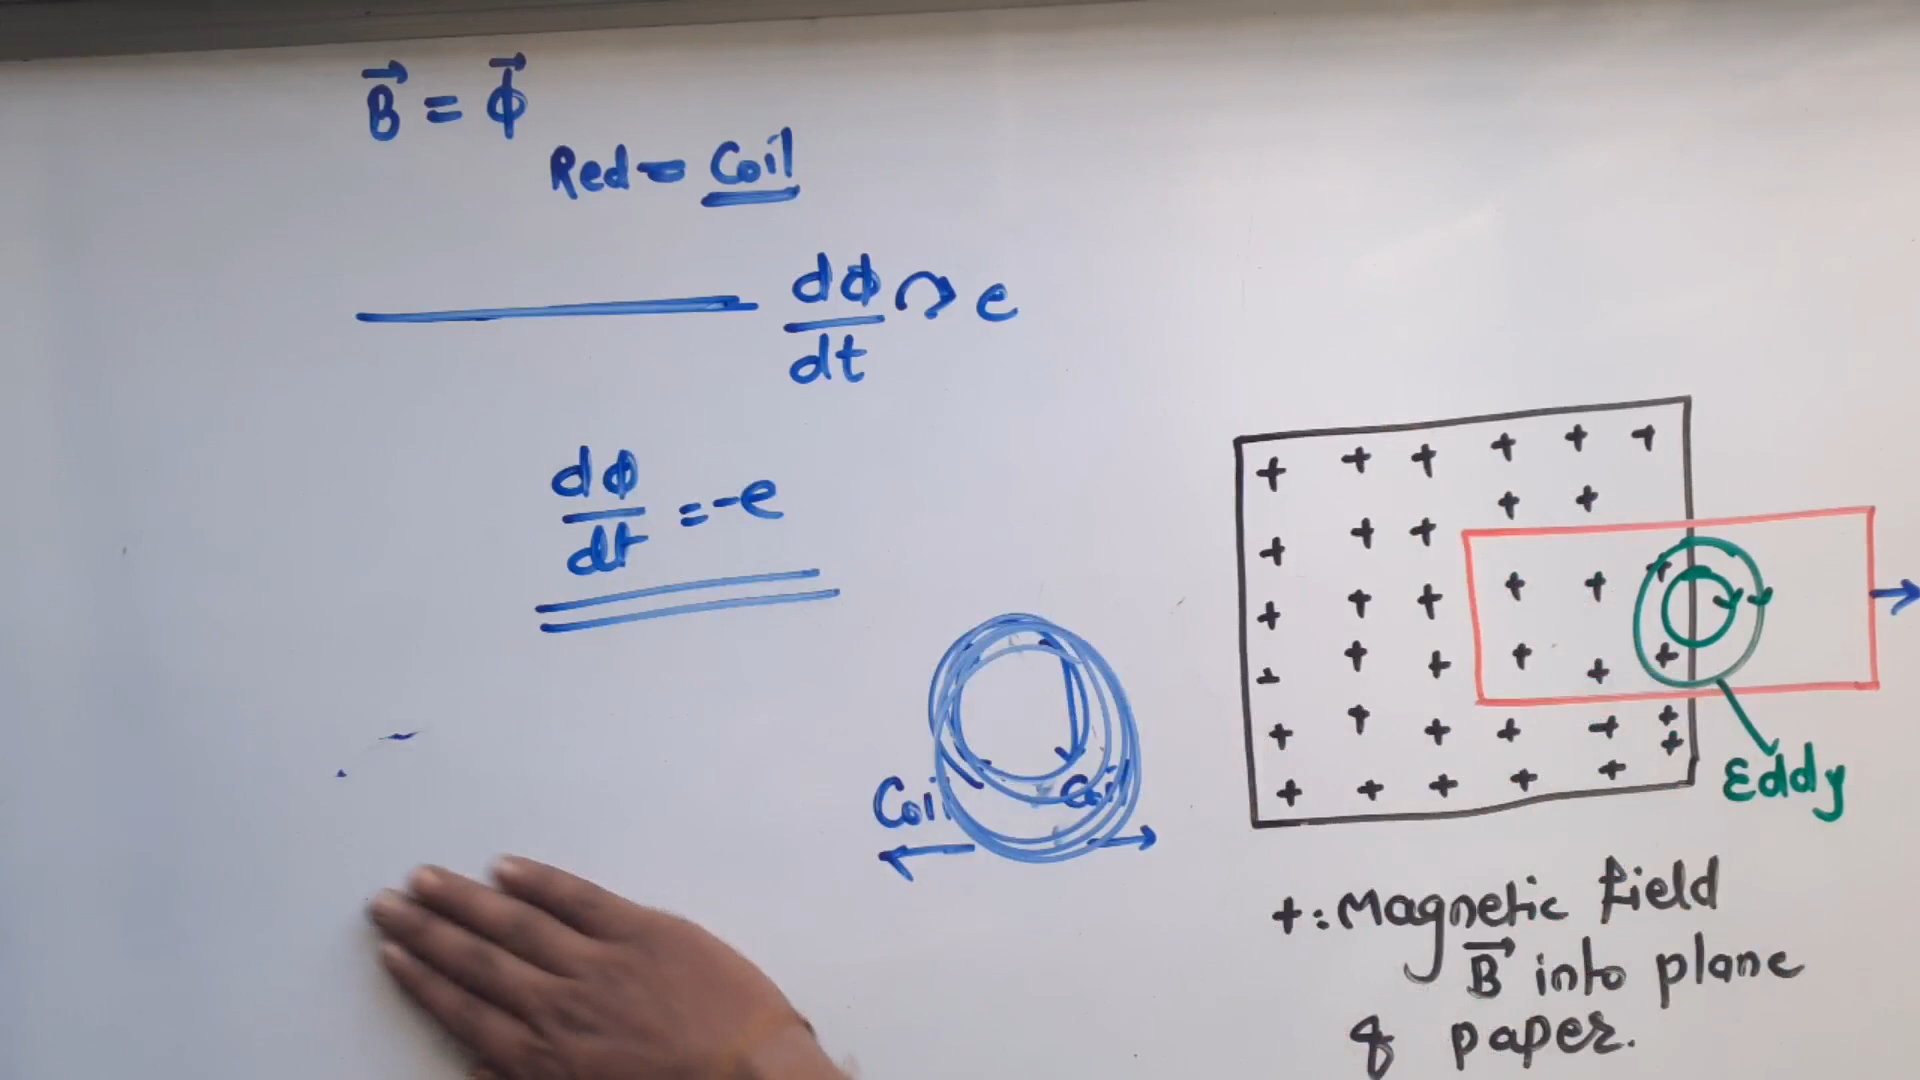 B⃗ = ϕ⃗
Red = Coil
dϕ/dt ↷ e
dϕ/dt = -e
Coil
Coil
Eddy
+ : Magnetic field
B⃗ into plane
of paper.